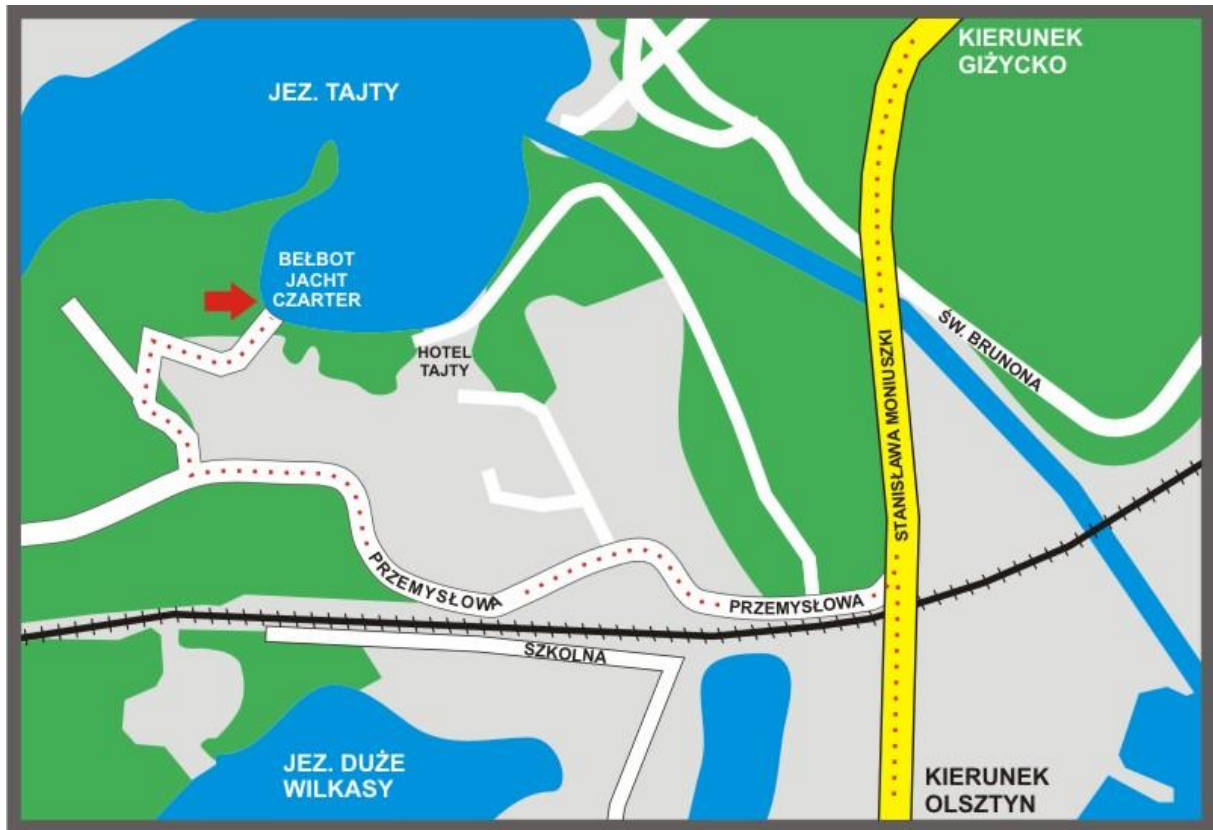 KIERUNEK
GIŻYCKO
JEZ. TAJTY
BEŁBOT
JACHT
CZARTER
HOTEL
TAJTY
ŚW. BRUNONA
STANISŁAWA MONIUSZKI
PRZEMYSŁOWA
PRZEMYSŁOWA
SZKOLNA
JEZ. DUŻE
WILKASY
KIERUNEK
OLSZTYN